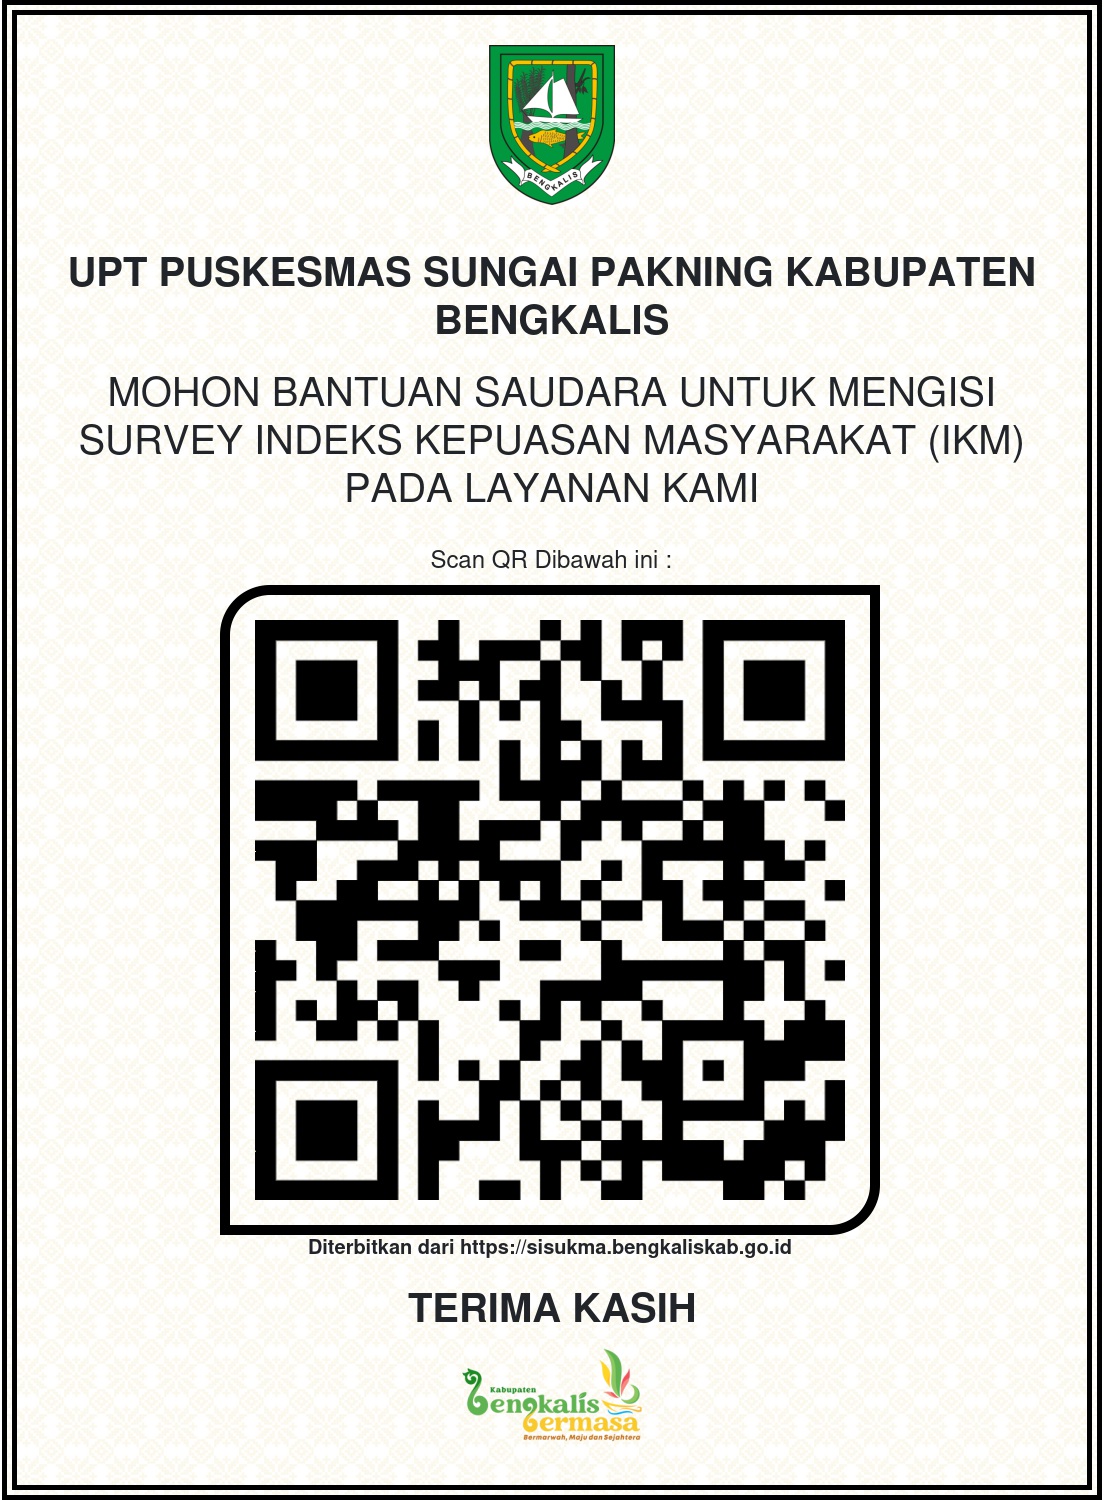 BENGKALIS
UPT PUSKESMAS SUNGAI PAKNING KABUPATEN
BENGKALIS
MOHON BANTUAN SAUDARA UNTUK MENGISI
SURVEY INDEKS KEPUASAN MASYARAKAT (IKM)
PADA LAYANAN KAMI
Scan QR Dibawah ini :
Diterbitkan dari https://sisukma.bengkaliskab.go.id
TERIMA KASIH
Kabupaten
Bengkalis
Bermasa
Bermarwah, Maju dan Sejahtera